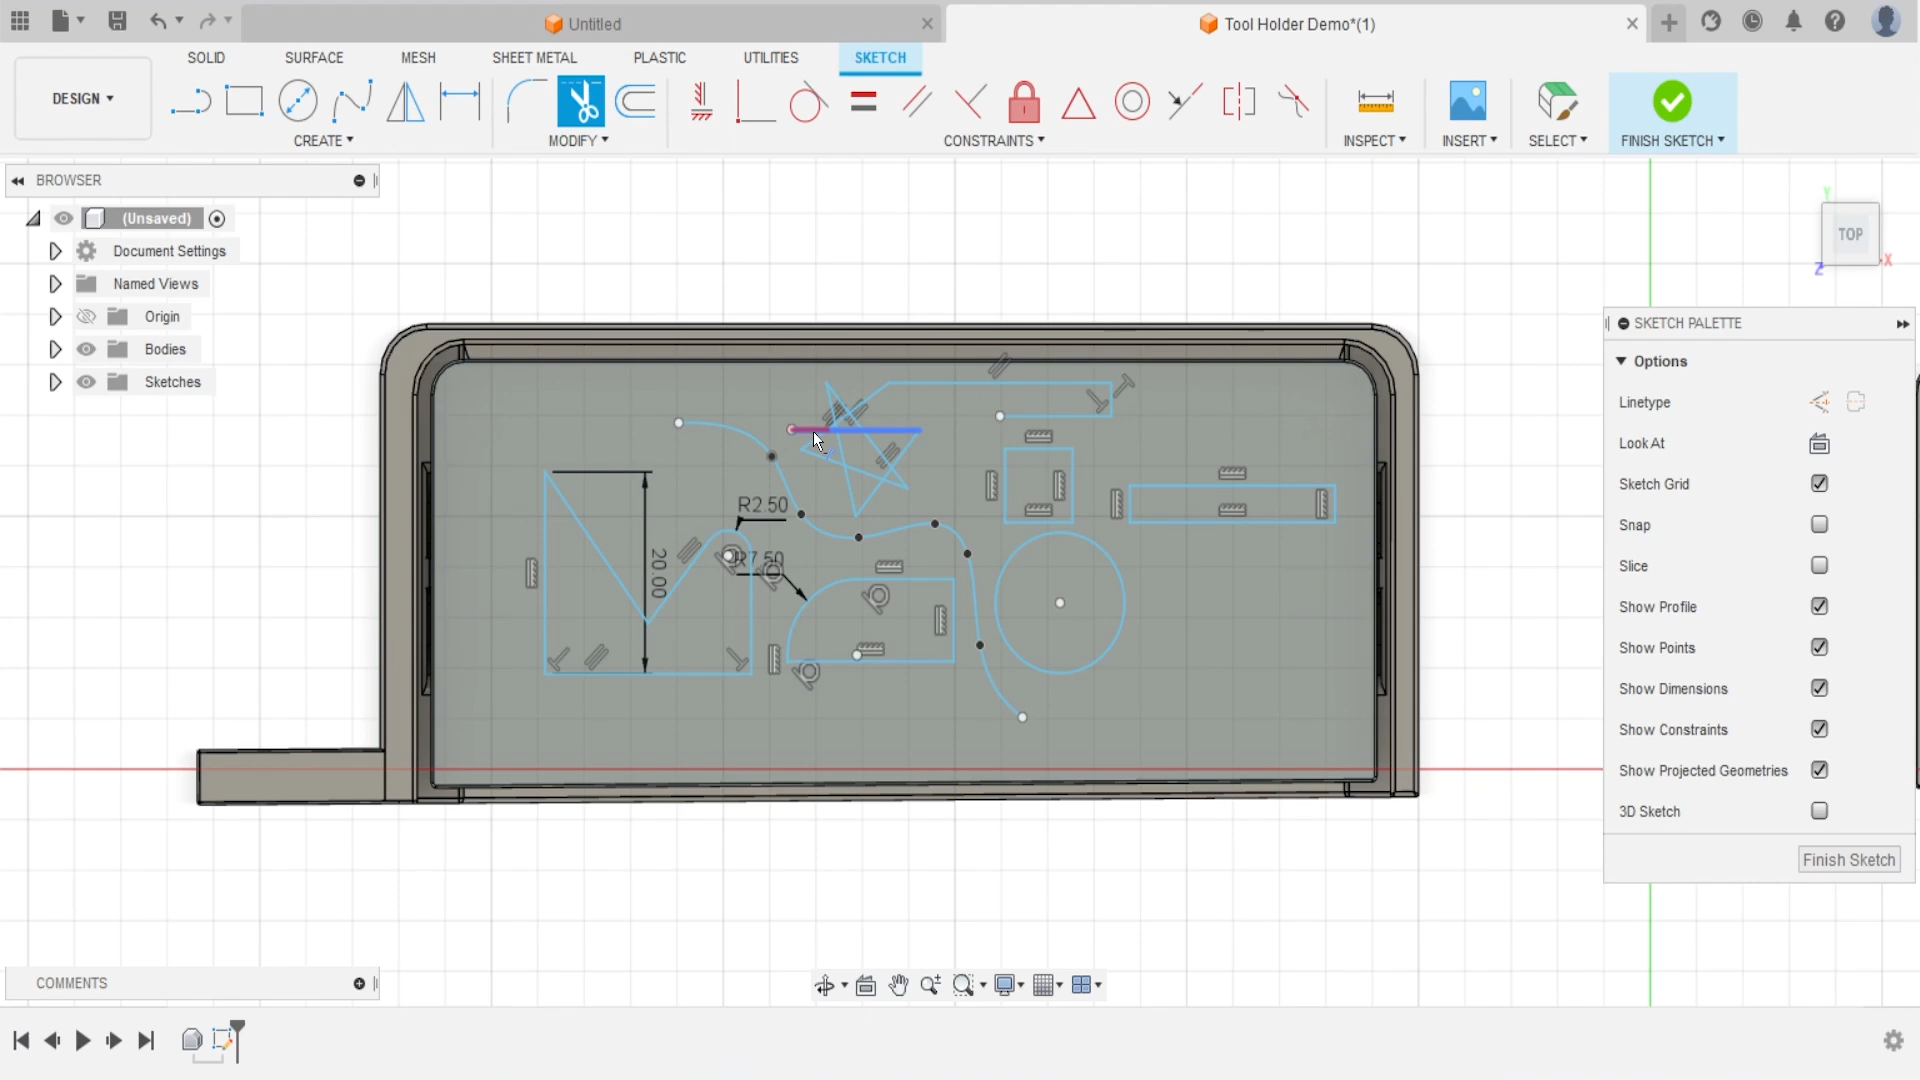 Untitled
Tool Holder Demo*(1)
SOLID
SURFACE
MESH
SHEET METAL
PLASTIC
UTILITIES
SKETCH
DESIGN
CREATE
MODIFY
CONSTRAINTS
INSPECT
INSERT
SELECT
FINISH SKETCH
BROWSER
(Unsaved)
Document Settings
Named Views
Origin
Bodies
Sketches
Y
TOP
X
Z
R2.50
R7.50
20.00
SKETCH PALETTE
Options
Linetype
Look At
Sketch Grid
Snap
Slice
Show Profile
Show Points
Show Dimensions
Show Constraints
Show Projected Geometries
3D Sketch
Finish Sketch
COMMENTS